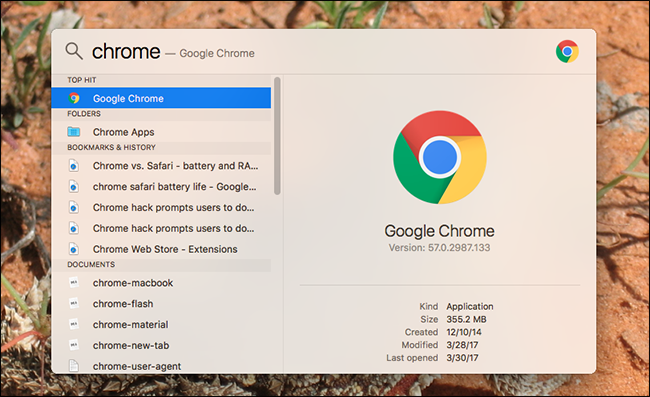 chrome — Google Chrome
TOP HIT
Google Chrome
FOLDERS
Chrome Apps
BOOKMARKS & HISTORY
Chrome vs. Safari - battery and RA...
chrome safari battery life - Google...
Chrome hack prompts users to do...
Chrome hack prompts users to do...
Chrome Web Store - Extensions
DOCUMENTS
chrome-macbook
chrome-flash
chrome-material
chrome-new-tab
chrome-user-agent
Google Chrome
Version: 57.0.2987.133
Kind Application
Size 355.2 MB
Created 12/10/14
Modified 3/28/17
Last opened 3/30/17